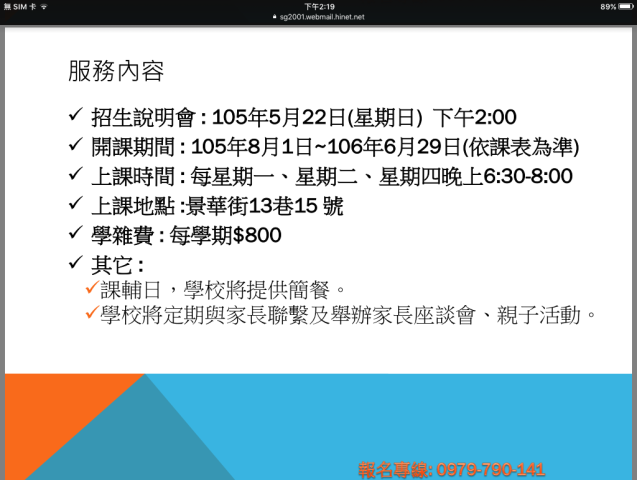 無 SIM 卡
下午2:19
89%
sg2001.webmail.hinet.net
服務內容
✓ 招生說明會 : 105年5月22日(星期日) 下午2:00
✓ 開課期間 : 105年8月1日~106年6月29日(依課表為準)
✓ 上課時間 : 每星期一、星期二、星期四晚上6:30-8:00
✓ 上課地點 :景華街13巷15 號
✓ 學雜費 : 每學期$800
✓ 其它 :
✓課輔日，學校將提供簡餐。
✓學校將定期與家長聯繫及舉辦家長座談會、親子活動。
報名專線: 0979-790-141